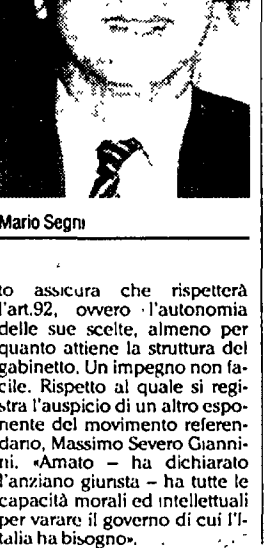 Mario Segni
to assicura che rispetterà
l'art.92, ovvero l'autonomia
delle sue scelte, almeno per
quanto attiene la struttura del
gabinetto. Un impegno non fa-
cile. Rispetto al quale si regi-
stra l'auspicio di un altro espo-
nente del movimento referen-
dario, Massimo Severo Gianni-
ni. «Amato – ha dichiarato
l'anziano giurista – ha tutte le
capacità morali ed intellettuali
per varare il governo di cui l'I-
talia ha bisogno».